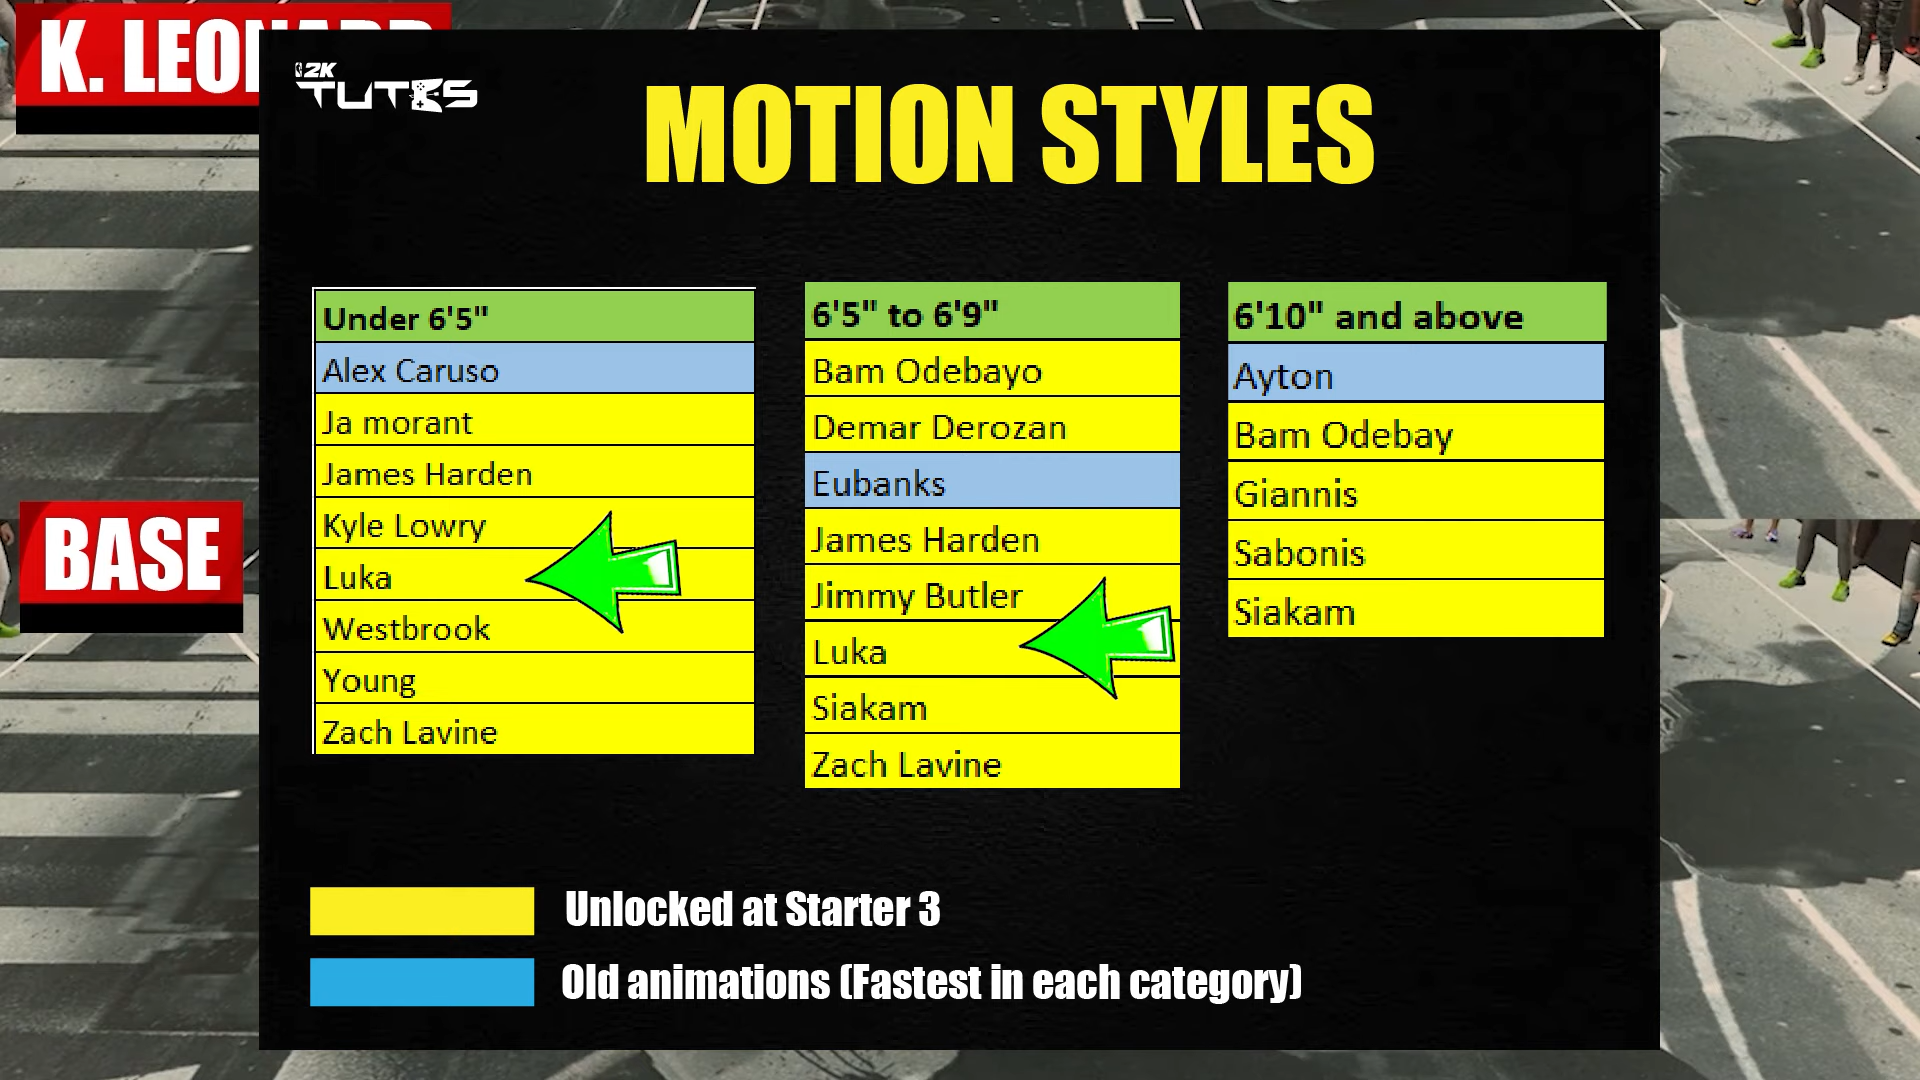 K. LEONARD
2K
TUTES
MOTION STYLES
Under 6'5"
Alex Caruso
Ja morant
James Harden
Kyle Lowry
Luka
Westbrook
Young
Zach Lavine
6'5" to 6'9"
Bam Odebayo
Demar Derozan
Eubanks
James Harden
Jimmy Butler
Luka
Siakam
Zach Lavine
6'10" and above
Ayton
Bam Odebay
Giannis
Sabonis
Siakam
BASE
Unlocked at Starter 3
Old animations (Fastest in each category)